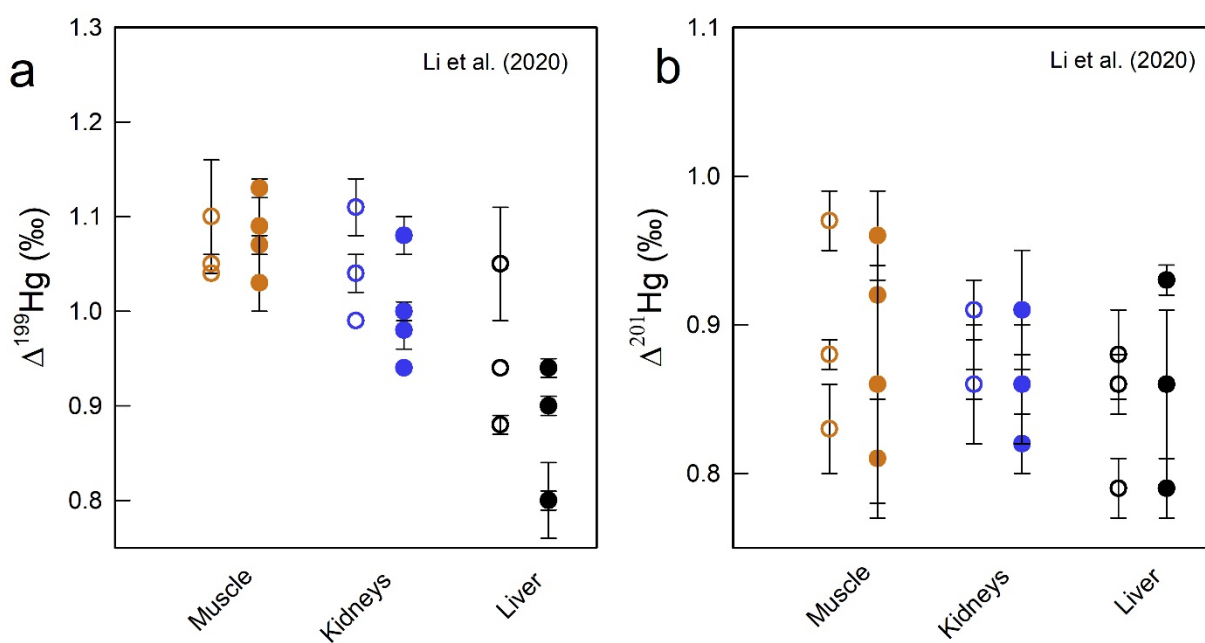 a
Li et al. (2020)
Δ¹⁹⁹Hg (‰)
1.3
1.2
1.1
1.0
0.9
0.8
Muscle
Kidneys
Liver
b
Li et al. (2020)
Δ²⁰¹Hg (‰)
1.1
1.0
0.9
0.8
Muscle
Kidneys
Liver